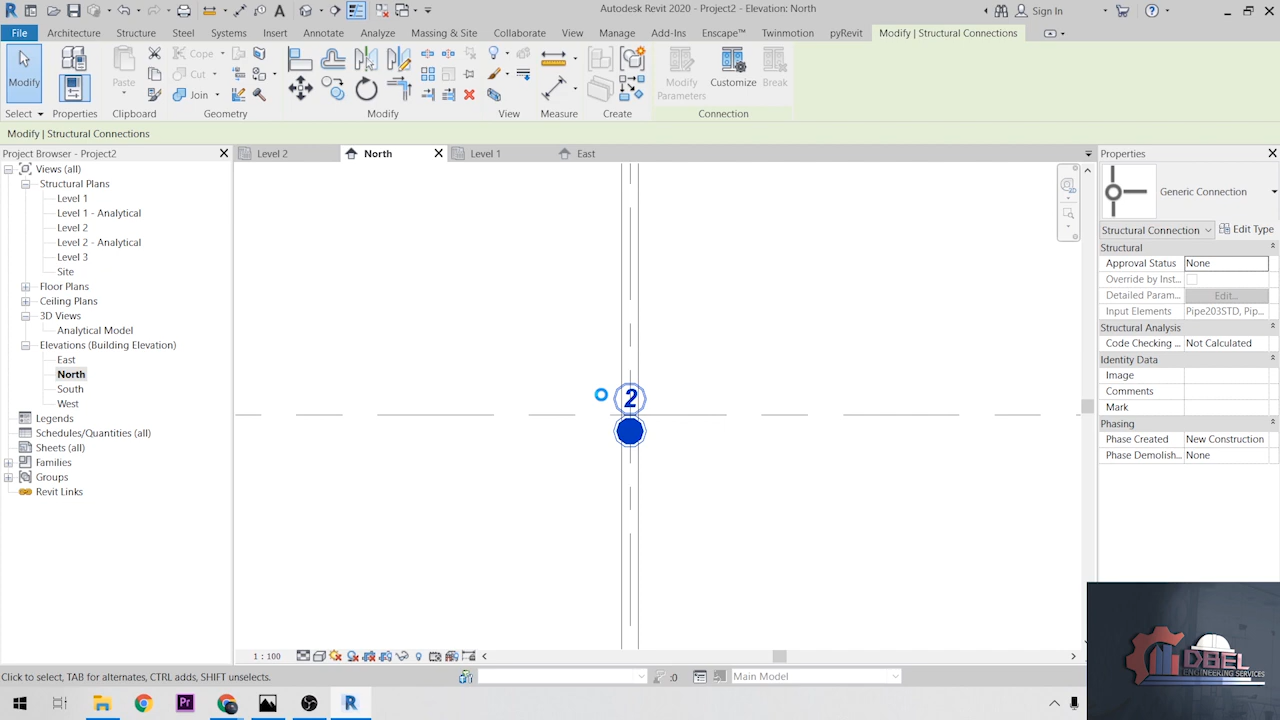 Autodesk Revit 2020 - Project2 - Elevation: North
Sign In
File Architecture Structure Steel Systems Insert Annotate Analyze Massing & Site Collaborate View Manage Add-Ins Enscape™ Twinmotion pyRevit Modify | Structural Connections
Modify
Paste
Cope
Cut
Join
Modify Parameters
Customize
Break
Select Properties Clipboard Geometry Modify View Measure Create Connection
Modify | Structural Connections
Project Browser - Project2
Level 2
North
Level 1
East
Properties
Views (all)
Structural Plans
Level 1
Level 1 - Analytical
Level 2
Level 2 - Analytical
Level 3
Site
Floor Plans
Ceiling Plans
3D Views
Analytical Model
Elevations (Building Elevation)
East
North
South
West
Legends
Schedules/Quantities (all)
Sheets (all)
Families
Groups
Revit Links
2
Generic Connection
Structural Connection
Edit Type
Structural
Approval Status None
Override by Inst...
Detailed Param... Edit...
Input Elements Pipe203STD, Pip...
Structural Analysis
Code Checking ... Not Calculated
Identity Data
Image
Comments
Mark
Phasing
Phase Created New Construction
Phase Demolish... None
1 : 100
Click to select, TAB for alternates, CTRL adds, SHIFT unselects.
:0
Main Model
DBEL
ENGINEERING SERVICES